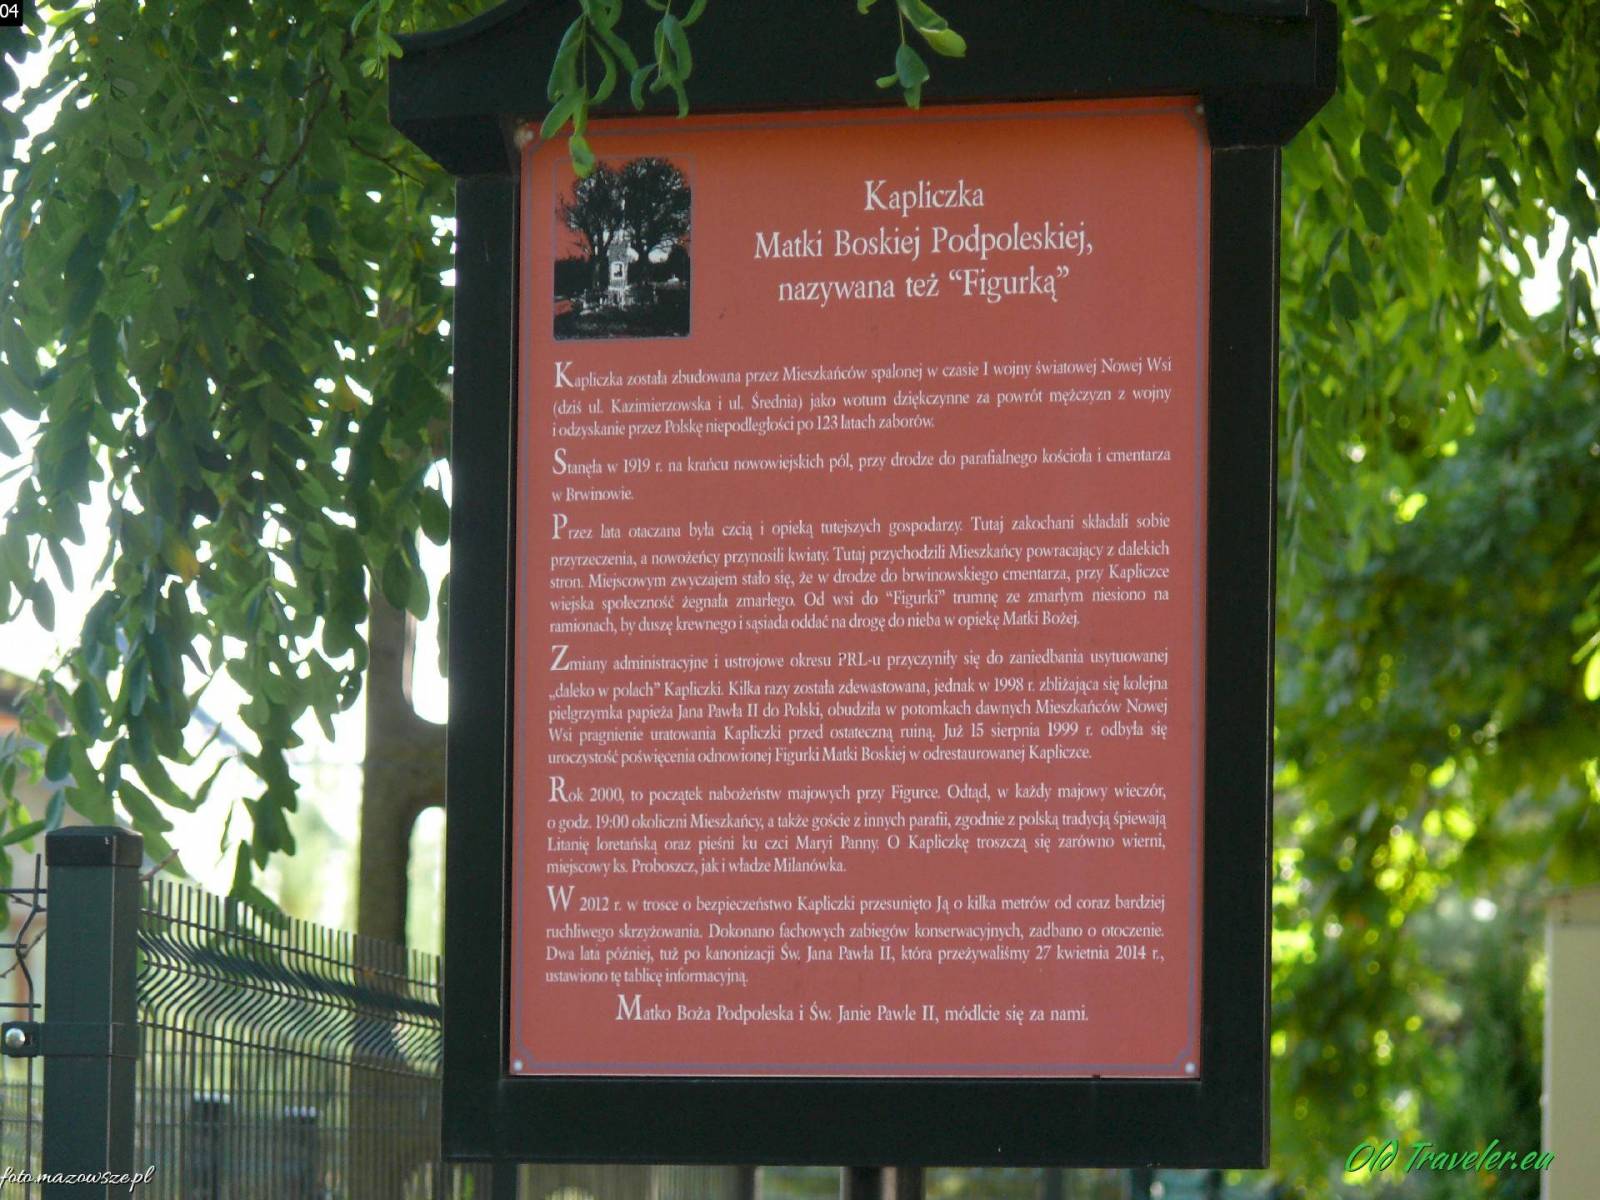 04
Kapliczka
Matki Boskiej Podpoleskiej,
nazywana też “Figurką”
Kapliczka została zbudowana przez Mieszkańców spalonej w czasie I wojny światowej Nowej Wsi
(dziś ul. Kazimierzowska i ul. Średnia) jako wotum dziękczynne za powrót mężczyzn z wojny
i odzyskanie przez Polskę niepodległości po 123 latach zaborów.
Stanęła w 1919 r. na krańcu nowowiejskich pól, przy drodze do parafialnego kościoła i cmentarza
w Brwinowie.
Przez lata otaczana była czcią i opieką tutejszych gospodarzy. Tutaj zakochani składali sobie
przyrzeczenia, a nowożeńcy przynosili kwiaty. Tutaj przychodzili Mieszkańcy powracający z dalekich
stron. Miejscowym zwyczajem stało się, że w drodze do brwinowskiego cmentarza, przy Kapliczce
wiejska społeczność żegnała zmarłego. Od wsi do “Figurki” trumnę ze zmarłym niesiono na
ramionach, by duszę krewnego i sąsiada oddać na drogę do nieba w opiekę Matki Bożej.
Zmiany administracyjne i ustrojowe okresu PRL-u przyczyniły się do zaniedbania usytuowanej
„daleko w polach” Kapliczki. Kilka razy została zdewastowana, jednak w 1998 r. zbliżająca się kolejna
pielgrzymka papieża Jana Pawła II do Polski, obudziła w potomkach dawnych Mieszkańców Nowej
Wsi pragnienie uratowania Kapliczki przed ostateczną ruiną. Już 15 sierpnia 1999 r. odbyła się
uroczystość poświęcenia odnowionej Figurki Matki Boskiej w odrestaurowanej Kapliczce.
Rok 2000, to początek nabożeństw majowych przy Figurce. Odtąd, w każdy majowy wieczór,
o godz. 19:00 okoliczni Mieszkańcy, a także goście z innych parafii, zgodnie z polską tradycją śpiewają
Litanię loretańską oraz pieśni ku czci Maryi Panny. O Kapliczkę troszczą się zarówno wierni,
miejscowy ks. Proboszcz, jak i władze Milanówka.
W 2012 r. w trosce o bezpieczeństwo Kapliczki przesunięto Ją o kilka metrów od coraz bardziej
ruchliwego skrzyżowania. Dokonano fachowych zabiegów konserwacyjnych, zadbano o otoczenie.
Dwa lata później, tuż po kanonizacji Św. Jana Pawła II, która przeżywaliśmy 27 kwietnia 2014 r.,
ustawiono tę tablicę informacyjną.
Matko Boża Podpoleska i Św. Janie Pawle II, módlcie się za nami.
foto.mazowsze.pl
Old Traveler.eu